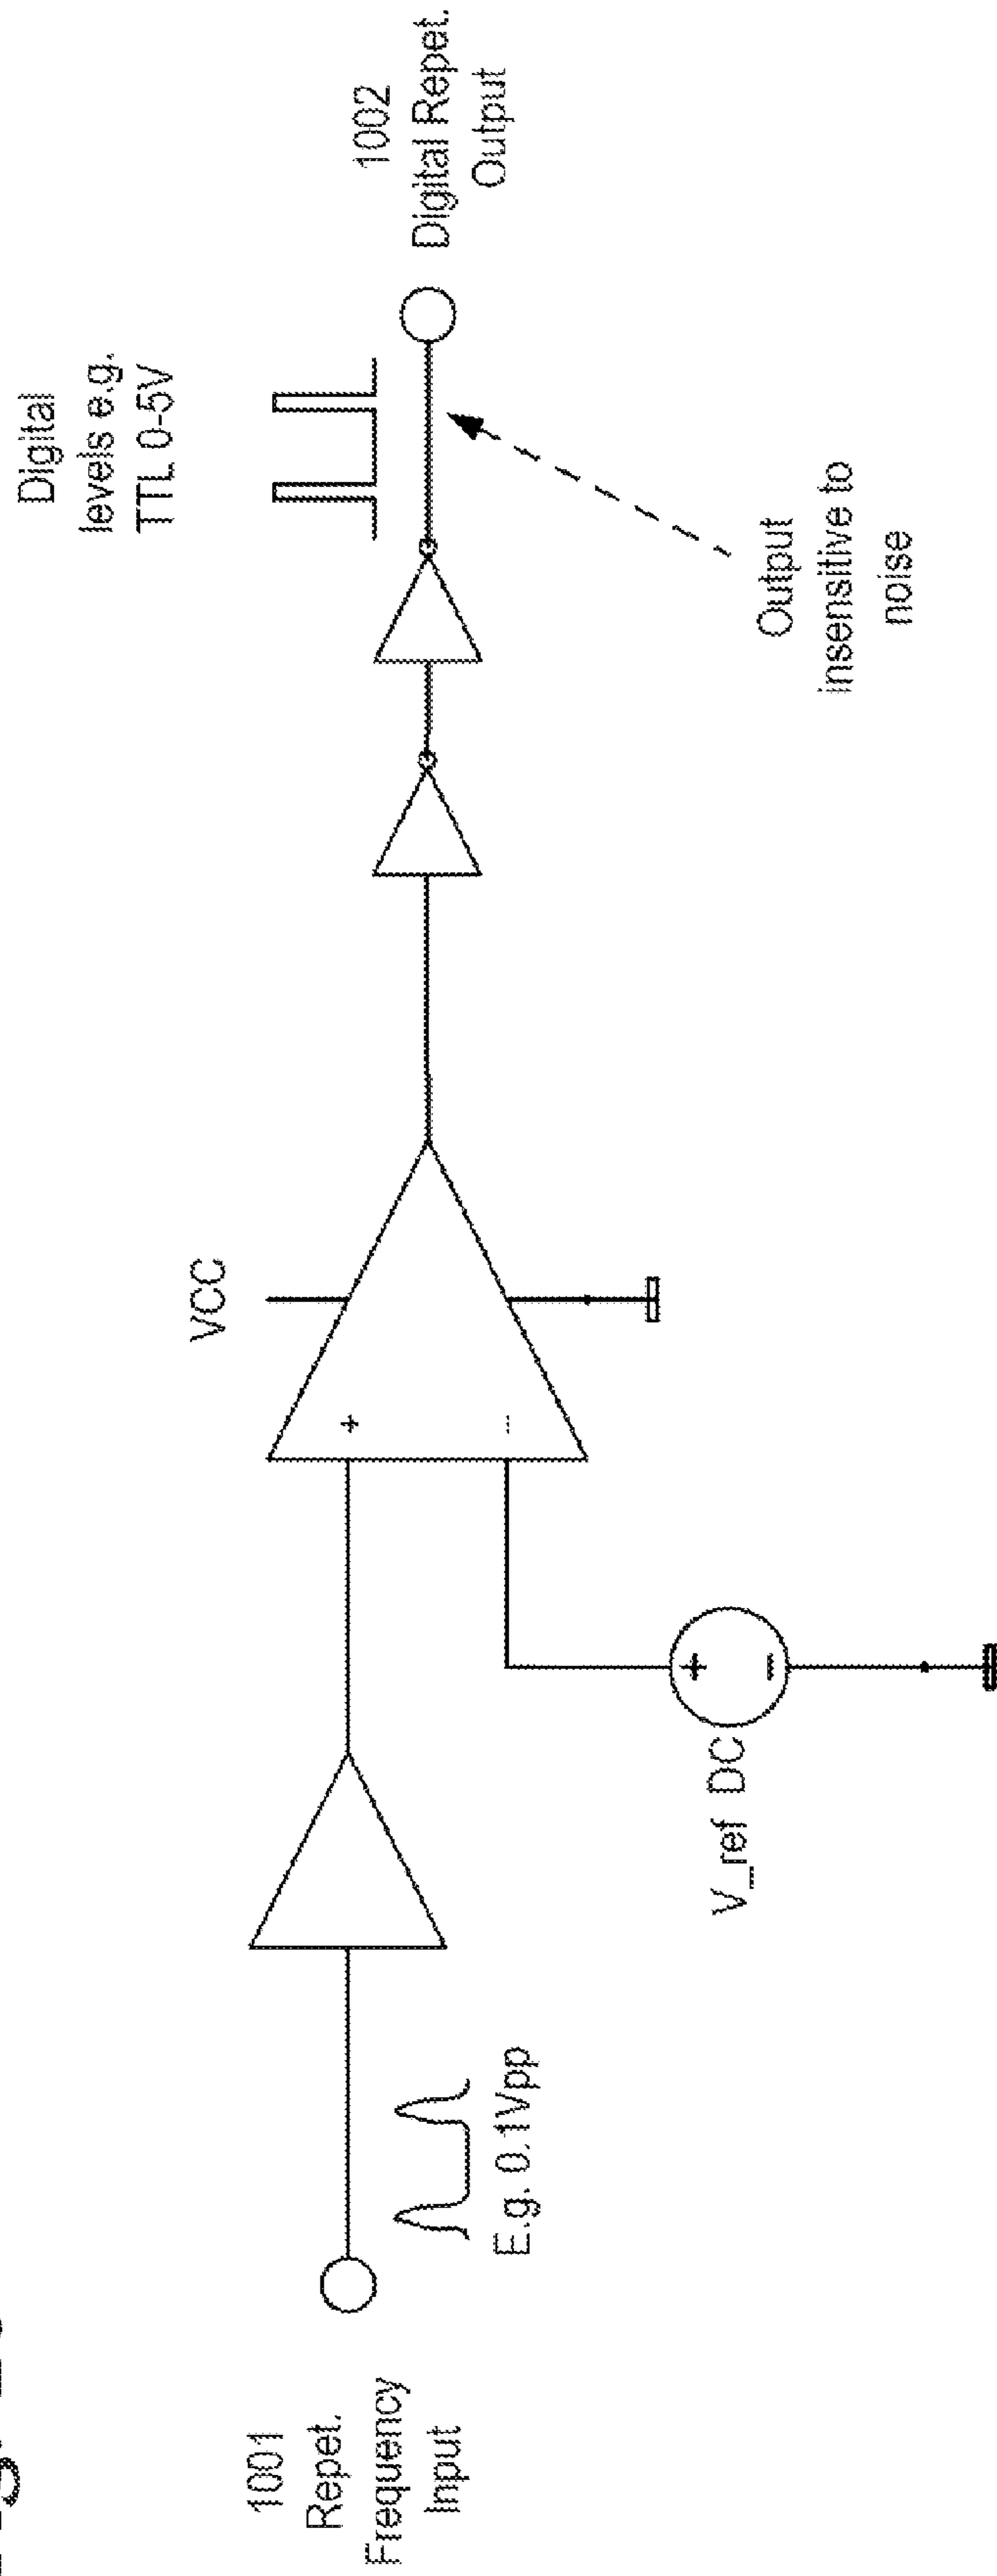 1001
Repet.
Frequency
Input
E.g. 0.1Vpp
V_ref DC
+
-
+
-
VCC
Digital
levels e.g.
TTL 0-5V
Output
insensitive to
noise
1002
Digital Repet.
Output